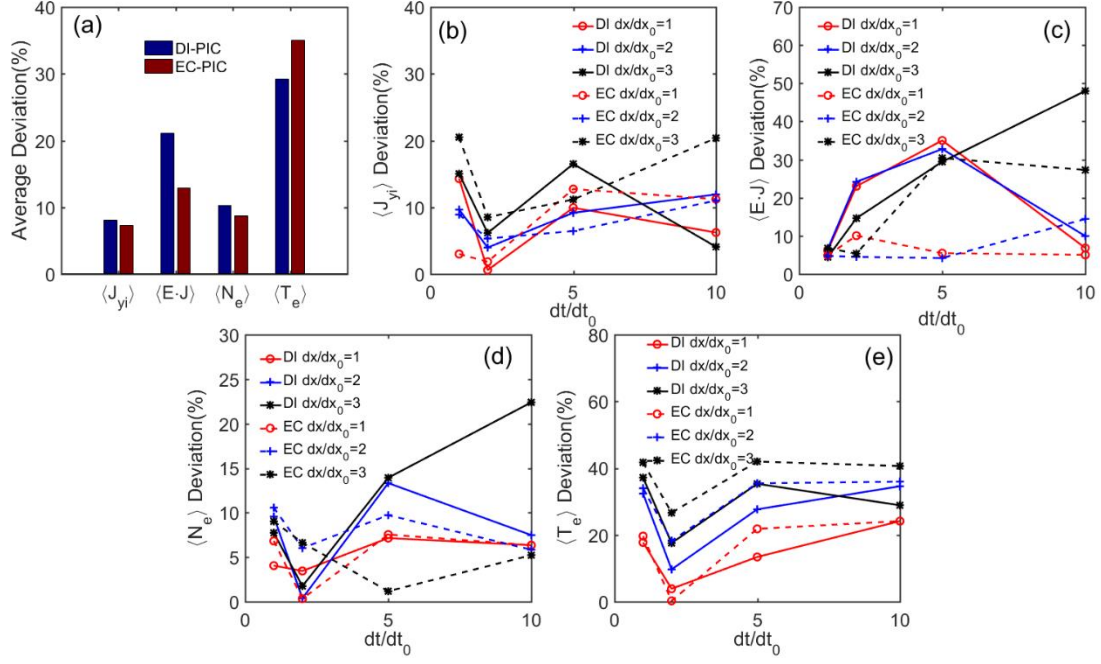 (a)
Average Deviation(%)
40
30
20
10
0
DI-PIC
EC-PIC
⟨J_yi⟩ ⟨E·J⟩ ⟨N_e⟩ ⟨T_e⟩
(b)
⟨J_yi⟩ Deviation(%)
40
30
20
10
0
DI dx/dx_0=1
DI dx/dx_0=2
DI dx/dx_0=3
EC dx/dx_0=1
EC dx/dx_0=2
EC dx/dx_0=3
0 5 10
dt/dt_0
(c)
⟨E·J⟩ Deviation(%)
70
60
50
40
30
20
10
0
DI dx/dx_0=1
DI dx/dx_0=2
DI dx/dx_0=3
EC dx/dx_0=1
EC dx/dx_0=2
EC dx/dx_0=3
0 5 10
dt/dt_0
(d)
⟨N_e⟩ Deviation(%)
30
25
20
15
10
5
0
DI dx/dx_0=1
DI dx/dx_0=2
DI dx/dx_0=3
EC dx/dx_0=1
EC dx/dx_0=2
EC dx/dx_0=3
0 5 10
dt/dt_0
(e)
⟨T_e⟩ Deviation(%)
80
60
40
20
0
DI dx/dx_0=1
DI dx/dx_0=2
DI dx/dx_0=3
EC dx/dx_0=1
EC dx/dx_0=2
EC dx/dx_0=3
0 5 10
dt/dt_0